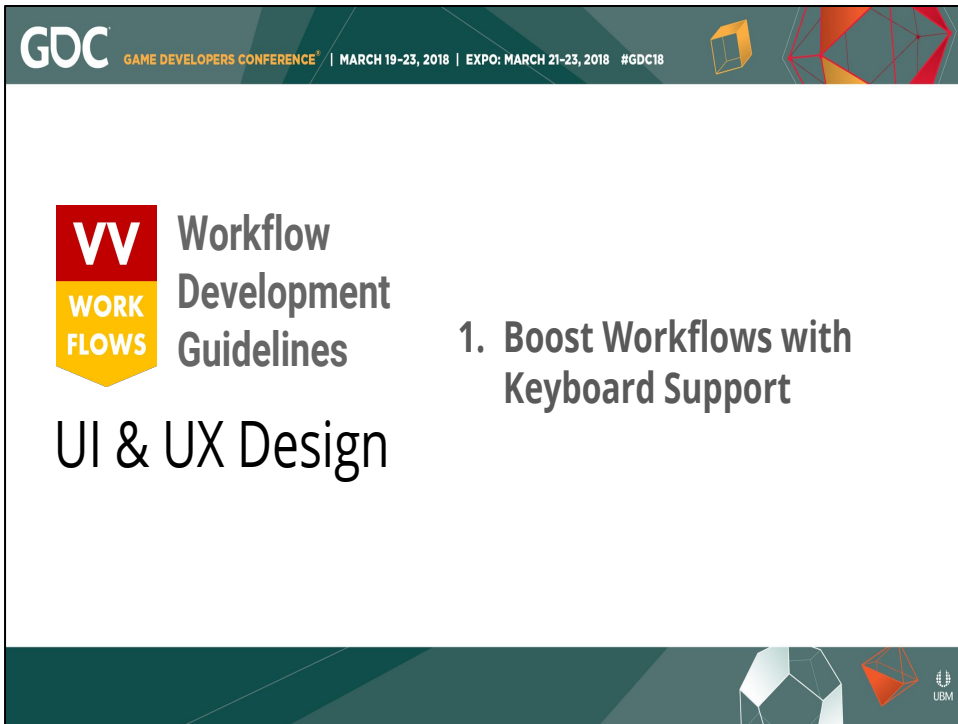 GDC GAME DEVELOPERS CONFERENCE® | MARCH 19-23, 2018 | EXPO: MARCH 21-23, 2018 #GDC18
VV
WORK
FLOWS
Workflow
Development
Guidelines
UI & UX Design
1. Boost Workflows with
Keyboard Support
UBM